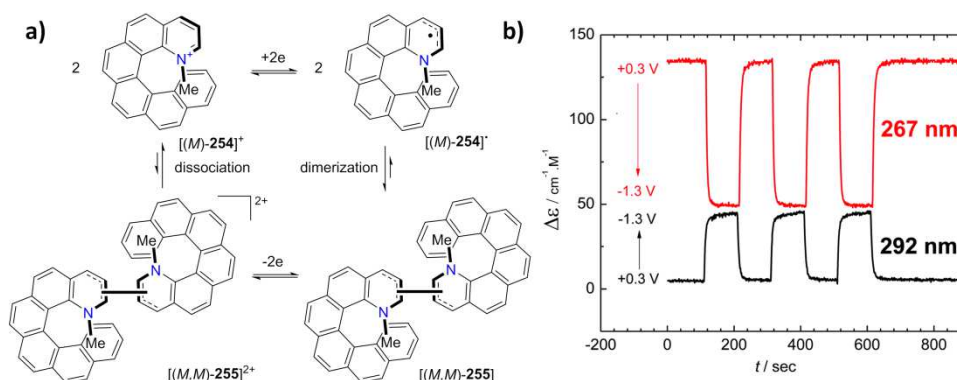 a)
2
N+
Me
+2e
2
N
Me
[(M)-254]+
[(M)-254]•
dissociation
dimerization
2+
Me
N
N
Me
-2e
Me
N
N
Me
[(M,M)-255]2+
[(M,M)-255]
b)
150
100
50
0
Δε / cm-1.M-1
+0.3 V
-1.3 V
-1.3 V
+0.3 V
267 nm
292 nm
-200 0 200 400 600 800
t / sec